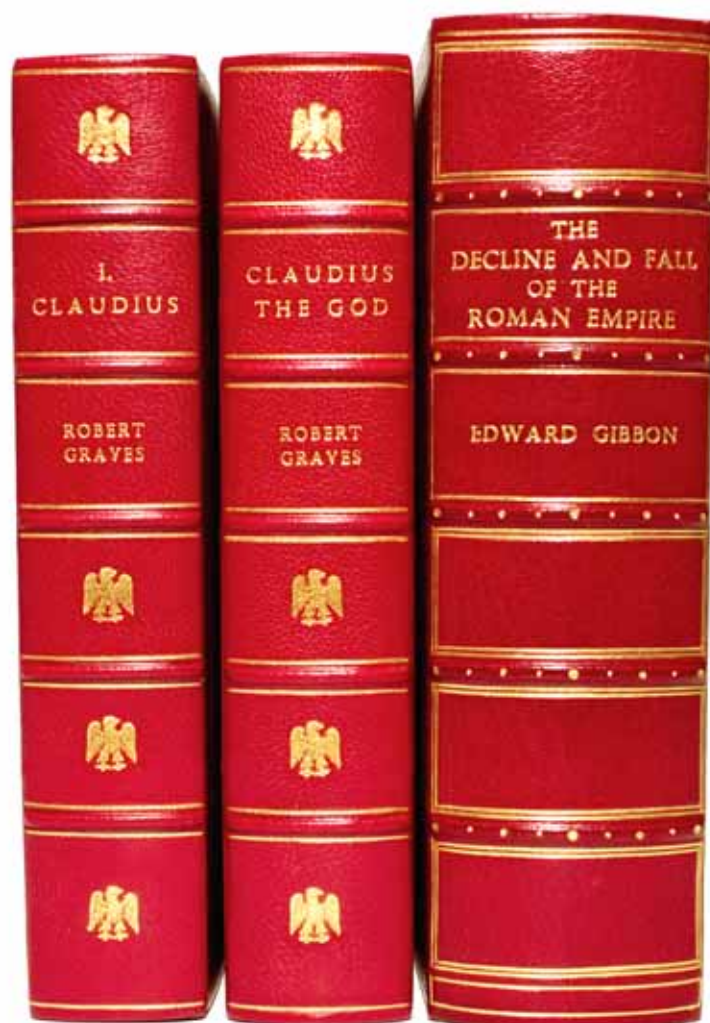 I,
CLAUDIUS
ROBERT
GRAVES
CLAUDIUS
THE GOD
ROBERT
GRAVES
THE
DECLINE AND FALL
OF THE
ROMAN EMPIRE
EDWARD GIBBON